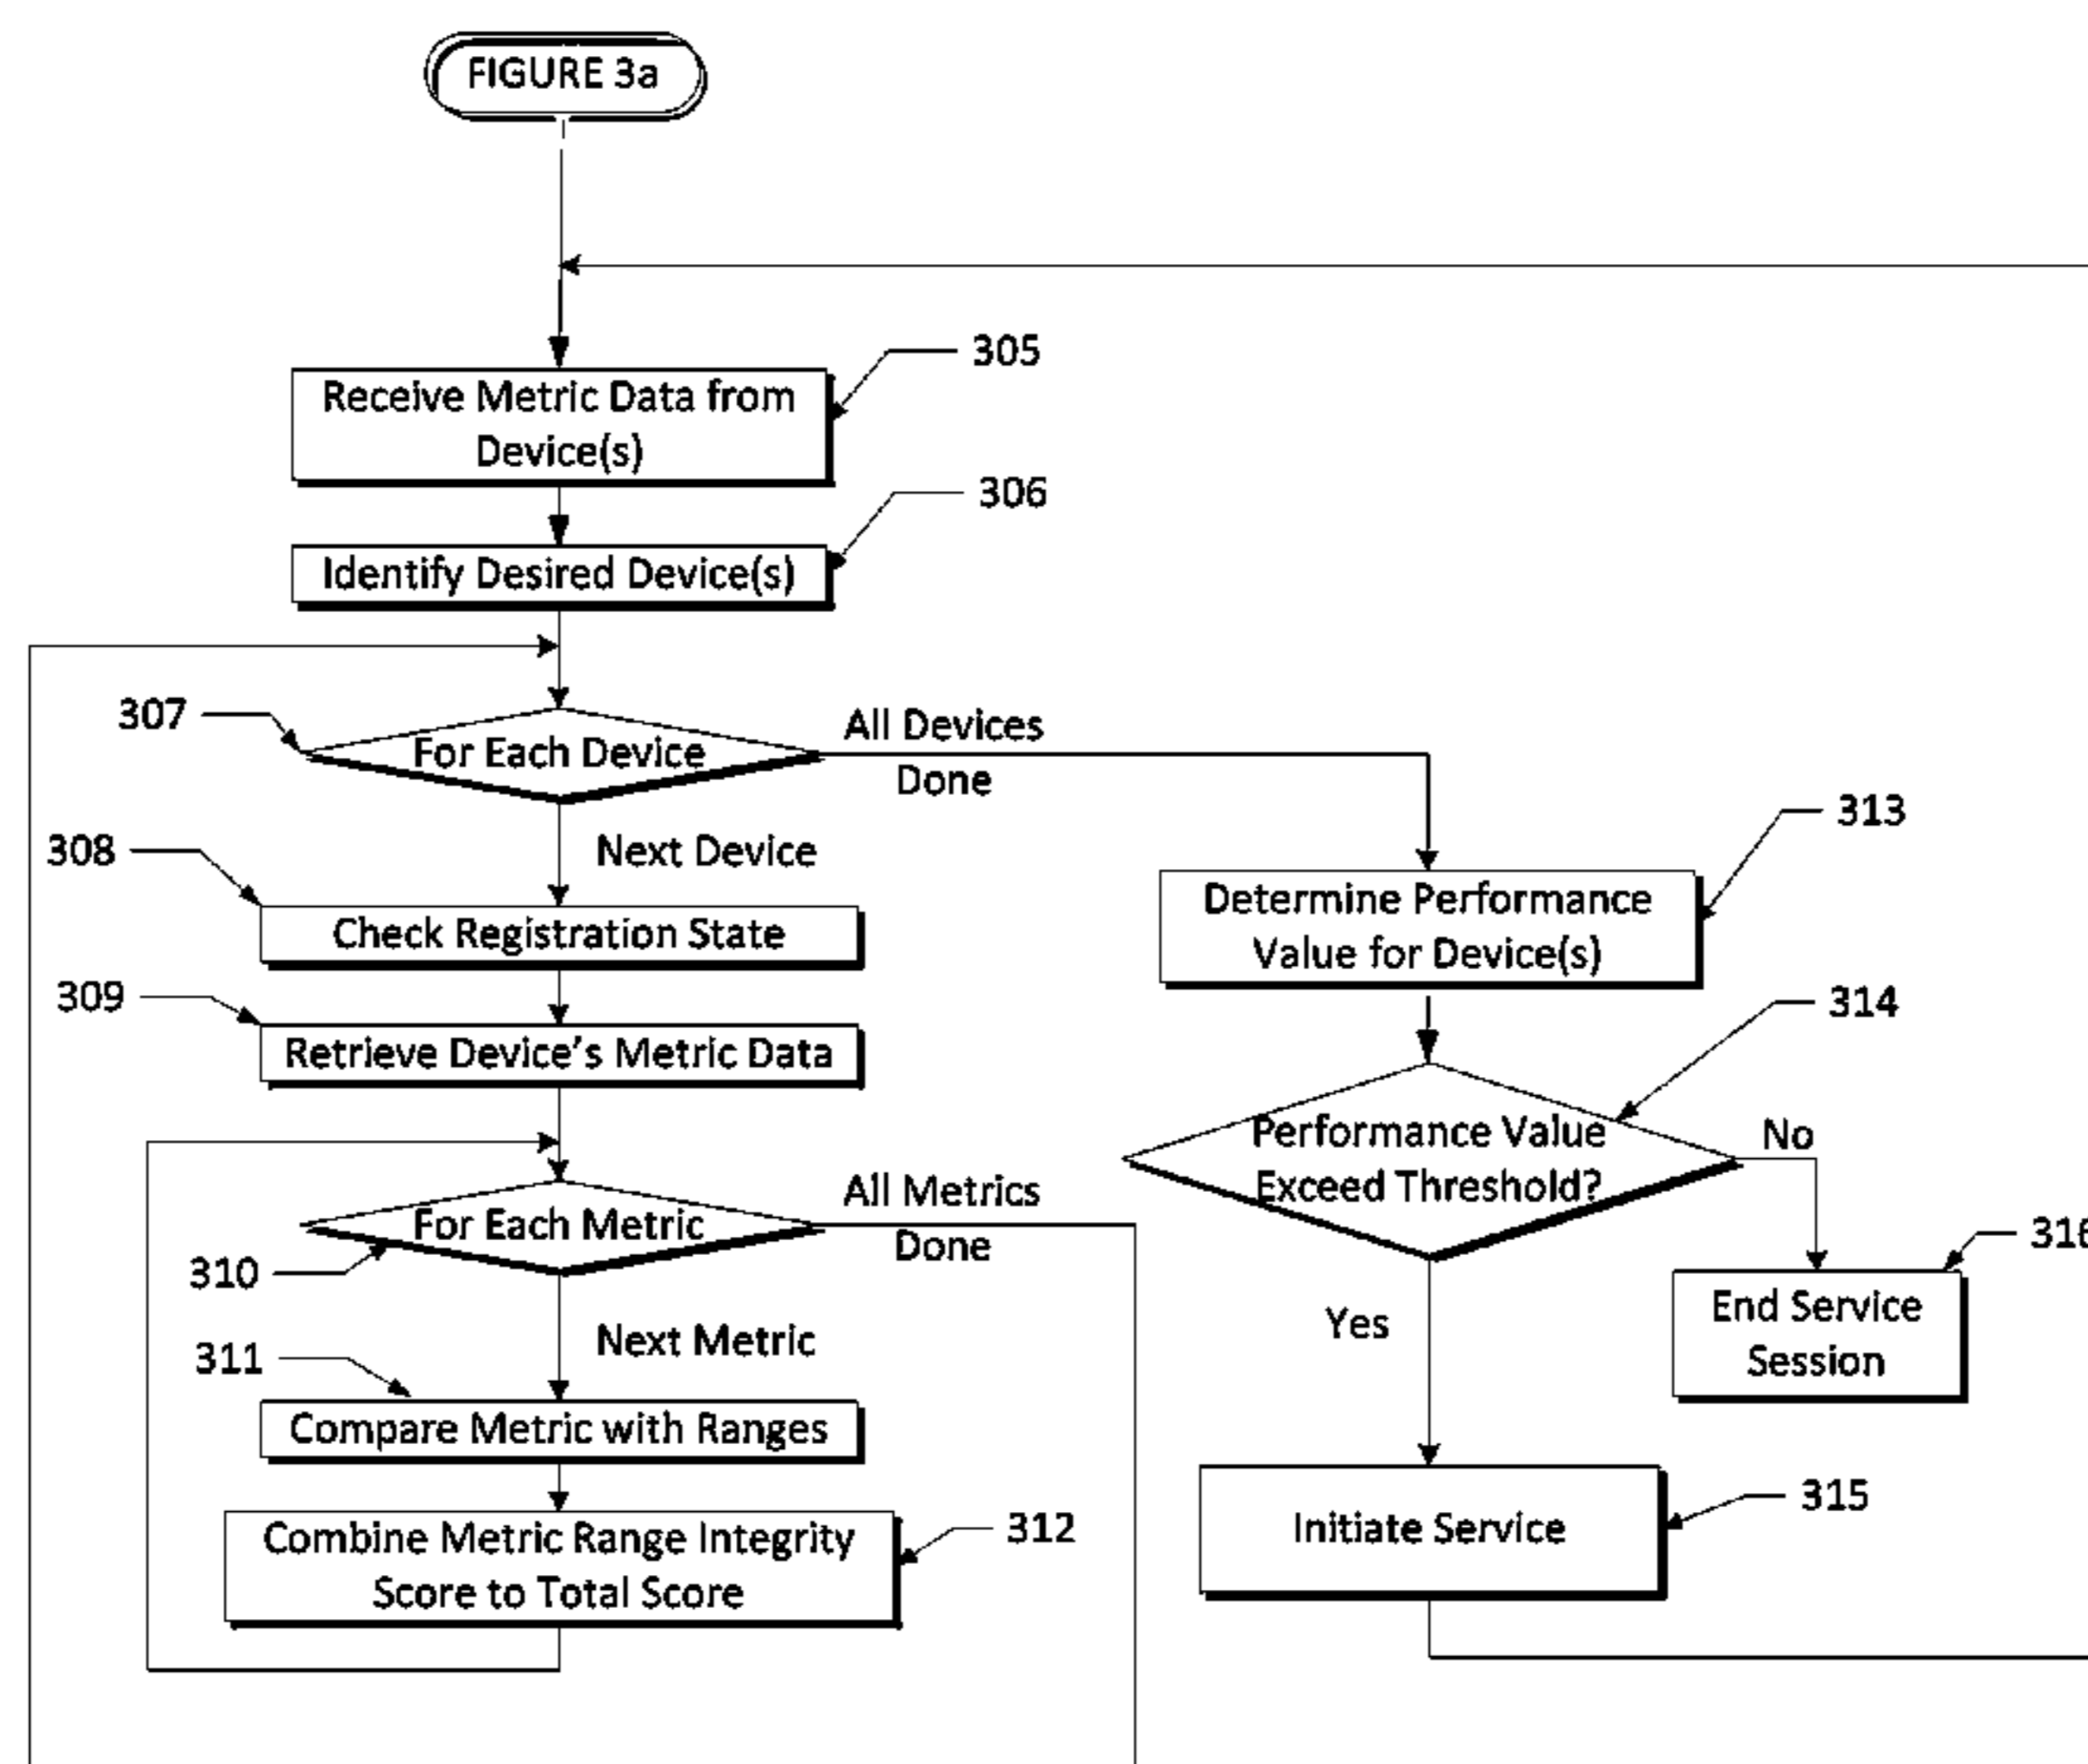 FIGURE 3a
305
Receive Metric Data from
Device(s)
306
Identify Desired Device(s)
307
For Each Device
All Devices
Done
Next Device
308
Check Registration State
309
Retrieve Device's Metric Data
For Each Metric
All Metrics
Done
310
Next Metric
311
Compare Metric with Ranges
Combine Metric Range Integrity
Score to Total Score
312
313
Determine Performance
Value for Device(s)
314
Performance Value
Exceed Threshold?
No
316
End Service
Session
Yes
Initiate Service
315